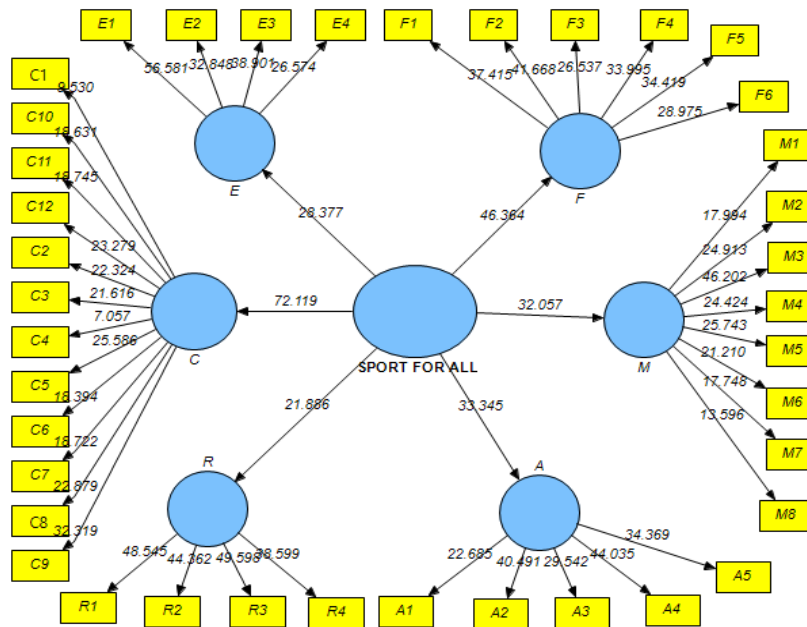 E1
E2
E3
E4
F1
F2
F3
F4
F5
F6
56.581
32.848
38.901
26.574
37.415
41.668
26.537
33.995
34.419
28.975
E
F
C1
C10
C11
C12
C2
C3
C4
C5
C6
C7
C8
C9
9.530
18.631
18.745
23.279
22.324
21.616
7.057
25.586
18.394
18.722
22.879
32.319
C
28.377
46.364
72.119
32.057
SPORT FOR ALL
21.886
33.345
M1
M2
M3
M4
M5
M6
M7
M8
17.994
24.913
46.202
24.424
25.743
21.210
17.748
13.596
M
R
48.545
44.362
49.598
38.599
R1
R2
R3
R4
A
22.685
40.491
29.542
44.035
34.369
A1
A2
A3
A4
A5